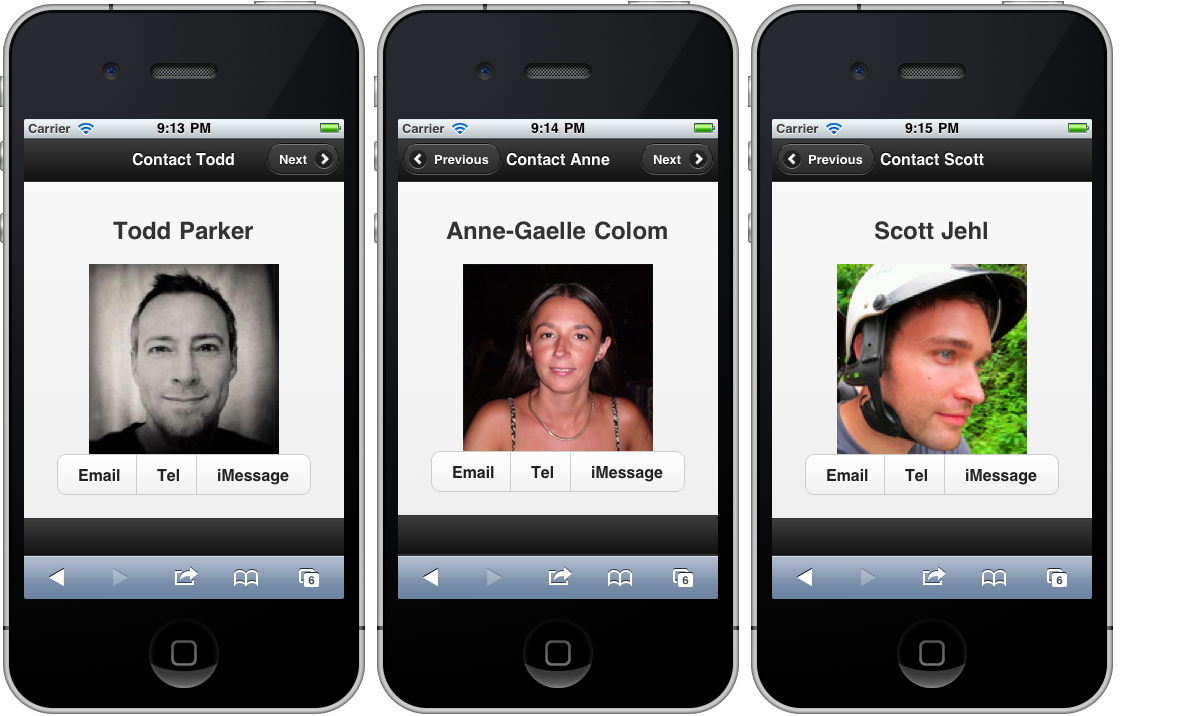 Carrier 9:13 PM
Contact Todd Next
Todd Parker
Email Tel iMessage
6
Carrier 9:14 PM
Previous Contact Anne Next
Anne-Gaelle Colom
Email Tel iMessage
6
Carrier 9:15 PM
Previous Contact Scott
Scott Jehl
Email Tel iMessage
6